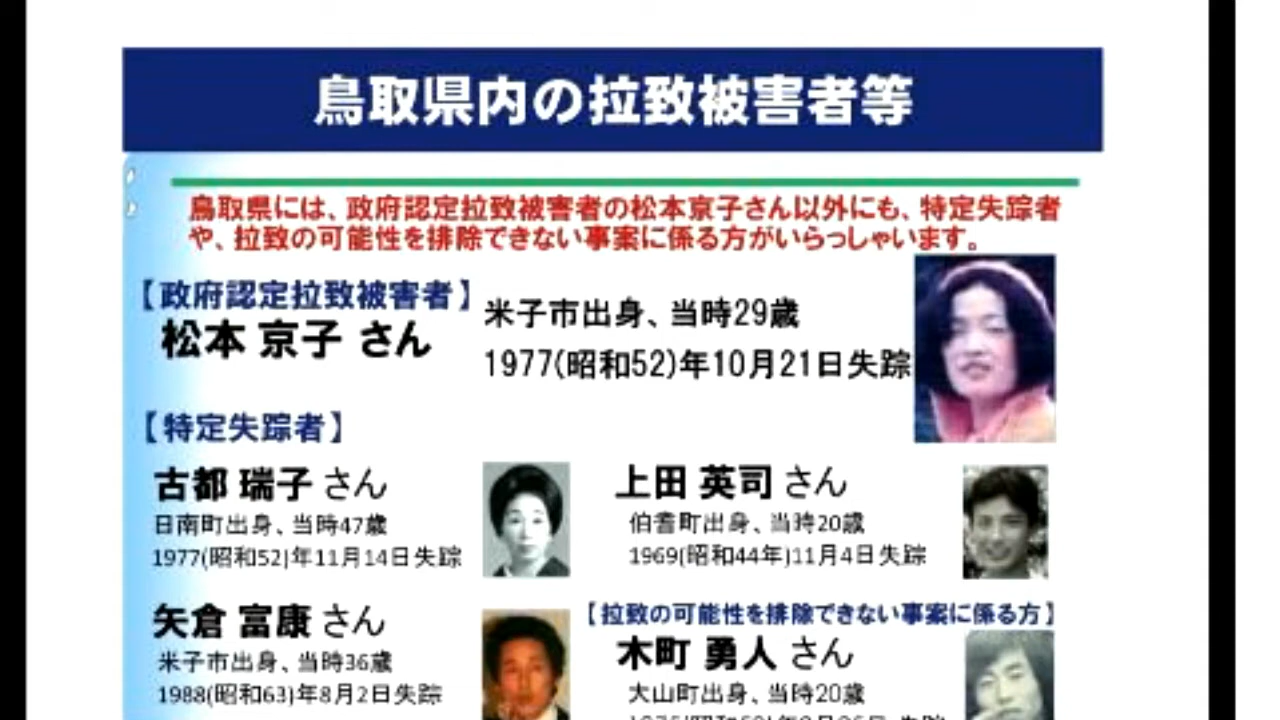 鳥取県内の拉致被害者等
鳥取県には、政府認定拉致被害者の松本京子さん以外にも、特定失踪者
や、拉致の可能性を排除できない事案に係る方がいらっしゃいます。
【政府認定拉致被害者】
松本 京子 さん
米子市出身、当時29歳
1977(昭和52)年10月21日失踪
【特定失踪者】
古都 瑞子 さん
日南町出身、当時47歳
1977(昭和52)年11月14日失踪
上田 英司 さん
伯耆町出身、当時20歳
1969(昭和44年)11月4日失踪
矢倉 富康 さん
米子市出身、当時36歳
1988(昭和63)年8月2日失踪
【拉致の可能性を排除できない事案に係る方】
木町 勇人 さん
大山町出身、当時20歳